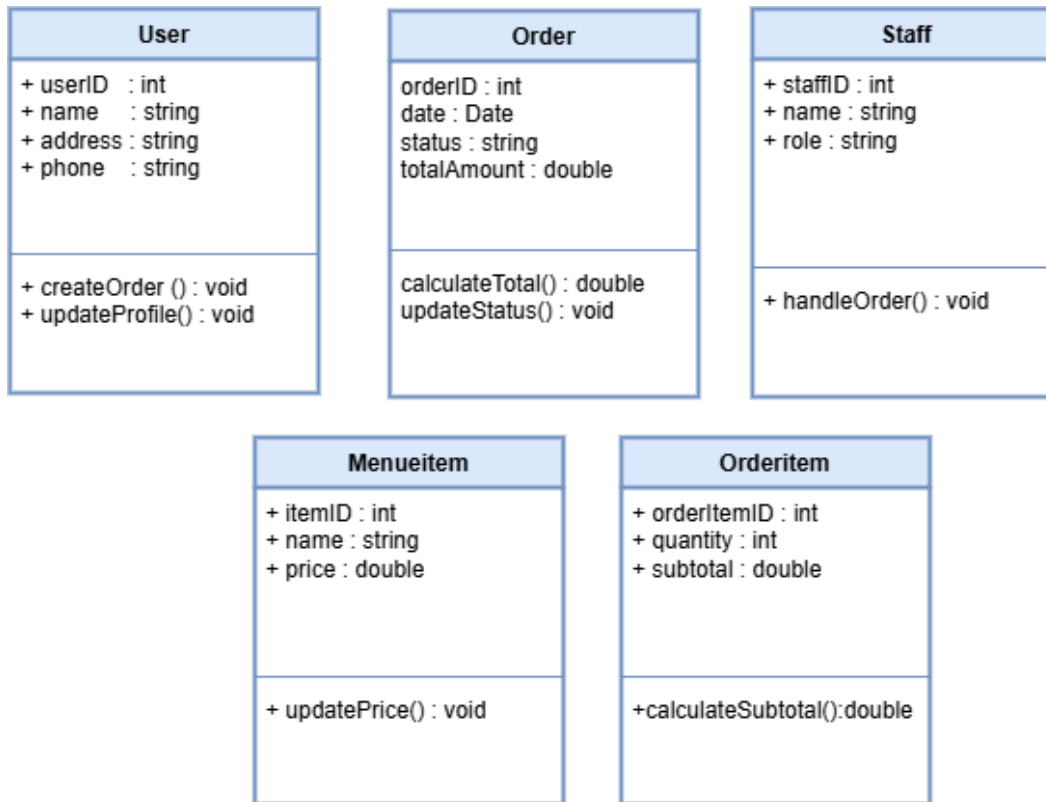 User
+ userID : int
+ name : string
+ address : string
+ phone : string
+ createOrder () : void
+ updateProfile() : void
Order
orderID : int
date : Date
status : string
totalAmount : double
calculateTotal() : double
updateStatus() : void
Staff
+ staffID : int
+ name : string
+ role : string
+ handleOrder() : void
Menueitem
+ itemID : int
+ name : string
+ price : double
+ updatePrice() : void
Orderitem
+ orderItemID : int
+ quantity : int
+ subtotal : double
+calculateSubtotal():double